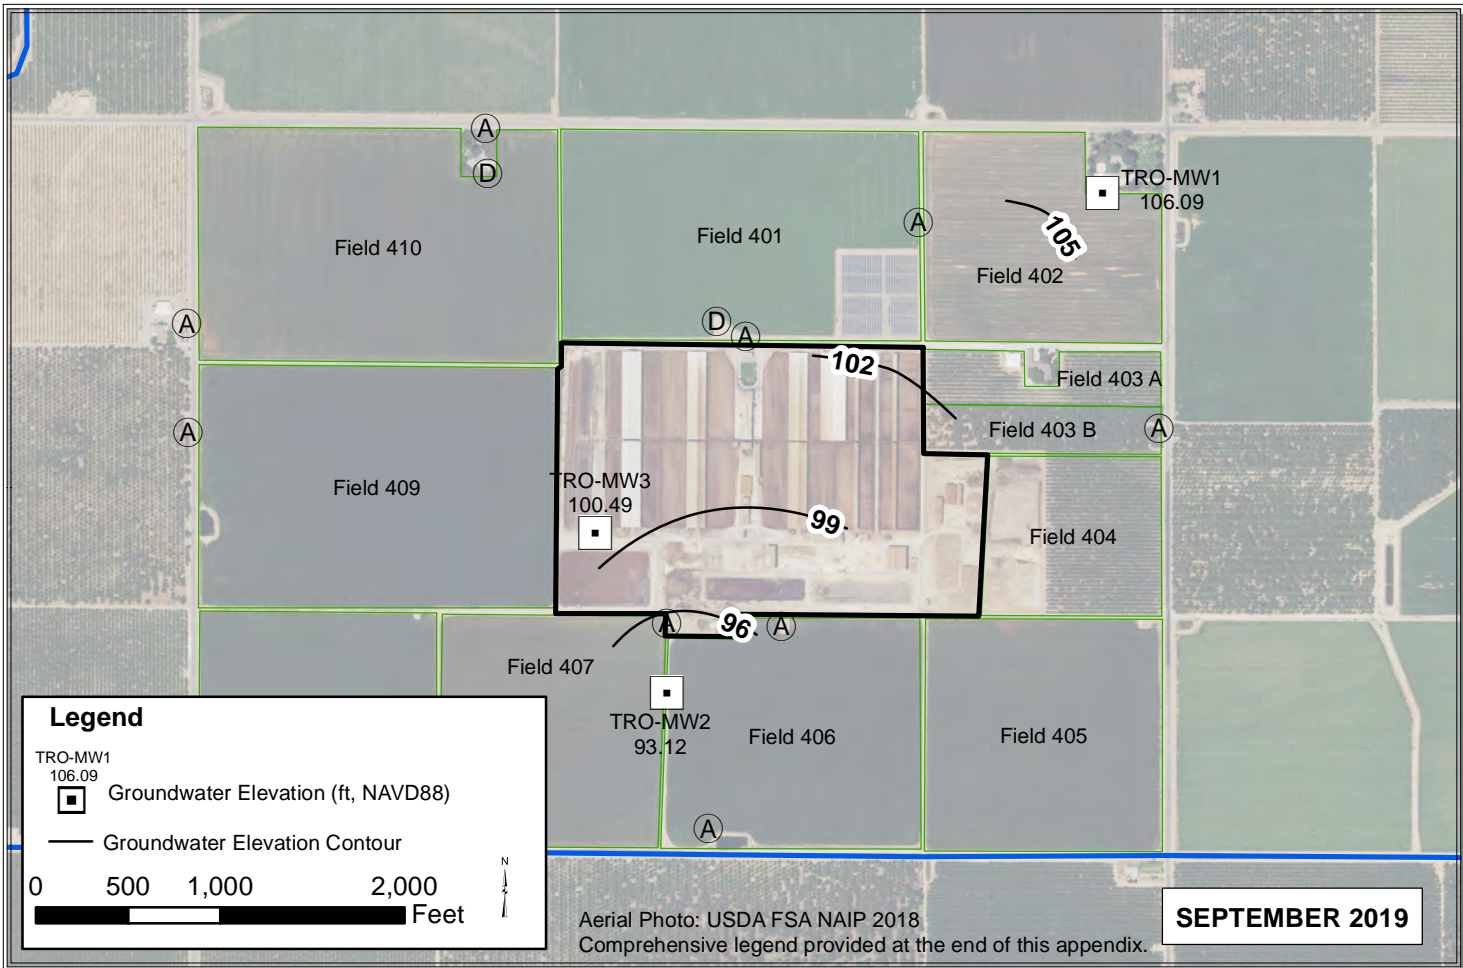 A
D
TRO-MW1
106.09
A
Field 401
Field 410
105
Field 402
A
D
A
102
Field 403 A
A
Field 403 B
A
TRO-MW3
100.49
Field 409
99
Field 404
A
96
A
Field 407
TRO-MW2
93.12
Field 406
Field 405
A
Legend
TRO-MW1
106.09
Groundwater Elevation (ft, NAVD88)
Groundwater Elevation Contour
N
0 500 1,000 2,000
Feet
Aerial Photo: USDA FSA NAIP 2018
Comprehensive legend provided at the end of this appendix.
SEPTEMBER 2019